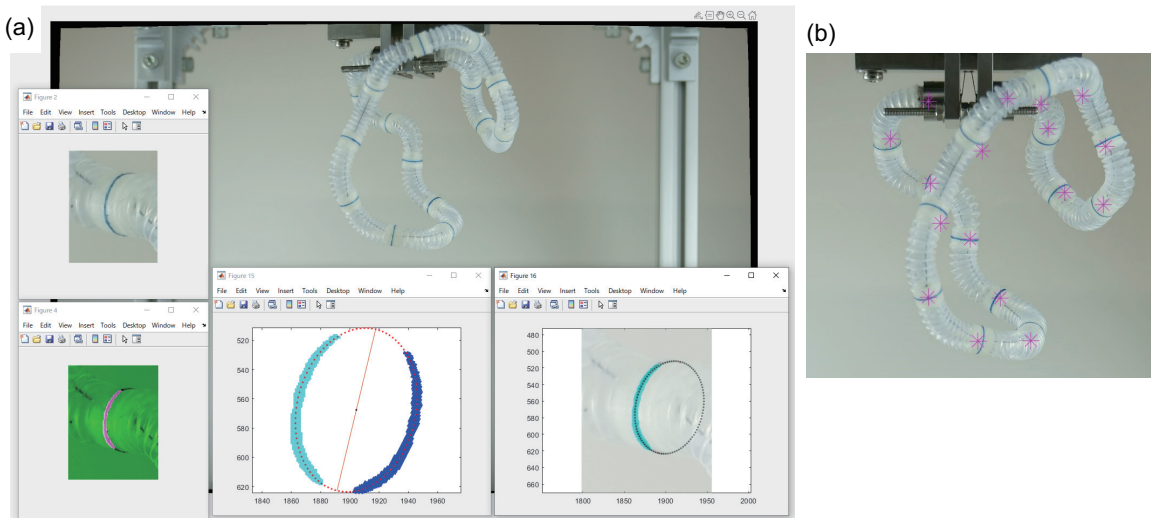 (a)
(b)
Figure 2
File Edit View Insert Tools Desktop Window Help
Figure 4
File Edit View Insert Tools Desktop Window Help
Figure 15
File Edit View Insert Tools Desktop Window Help
520
540
560
580
600
620
1840 1860 1880 1900 1920 1940 1960
Figure 16
File Edit View Insert Tools Desktop Window Help
480
500
520
540
560
580
600
620
640
660
1800 1850 1900 1950 2000